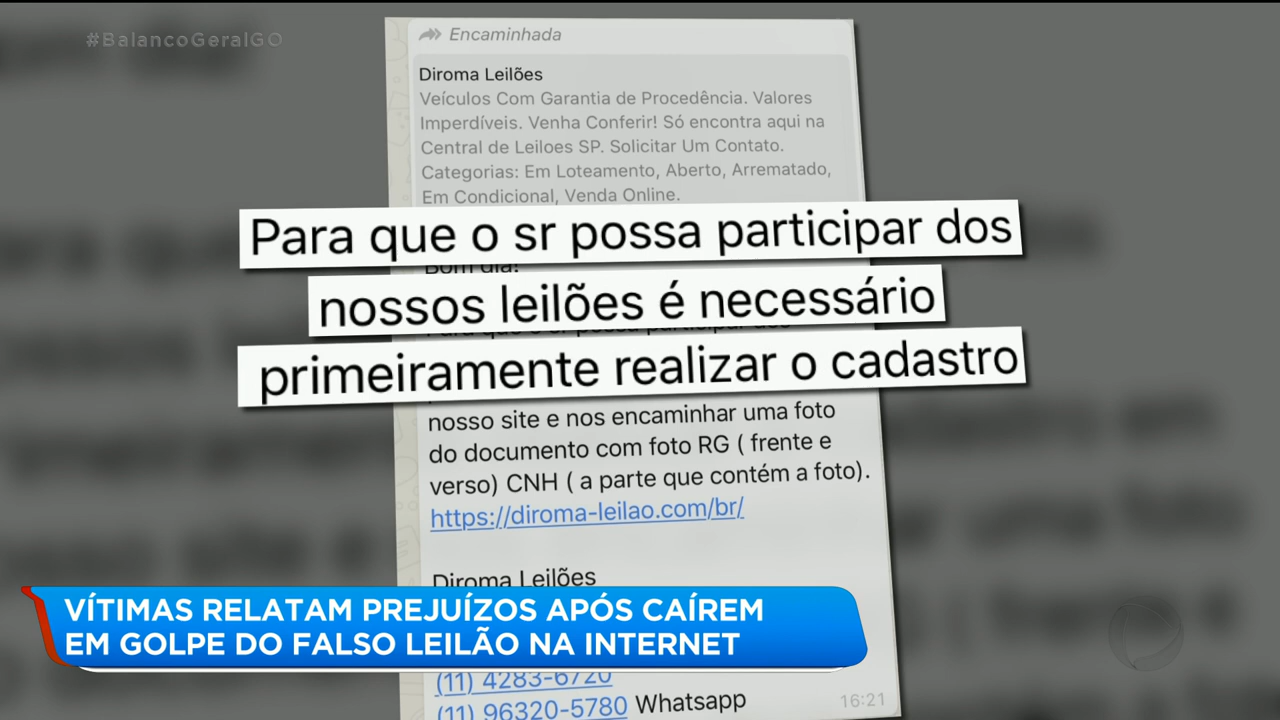 #BalancoGeralGO
Encaminhada
Diroma Leilões
Veículos Com Garantia de Procedência. Valores
Imperdíveis. Venha Conferir! Só encontra aqui na
Central de Leiloes SP. Solicitar Um Contato.
Categorias: Em Loteamento, Aberto, Arrematado,
Em Condicional, Venda Online.
Para que o sr possa participar dos
Bom dia!
nossos leilões é necessário
primeiramente realizar o cadastro
nosso site e nos encaminhar uma foto
do documento com foto RG ( frente e
verso) CNH ( a parte que contém a foto).
https://diroma-leilao.com/br/
Diroma Leilões
VÍTIMAS RELATAM PREJUÍZOS APÓS CAÍREM
EM GOLPE DO FALSO LEILÃO NA INTERNET
(11) 4283-6720
(11) 96320-5780 Whatsapp
16:21